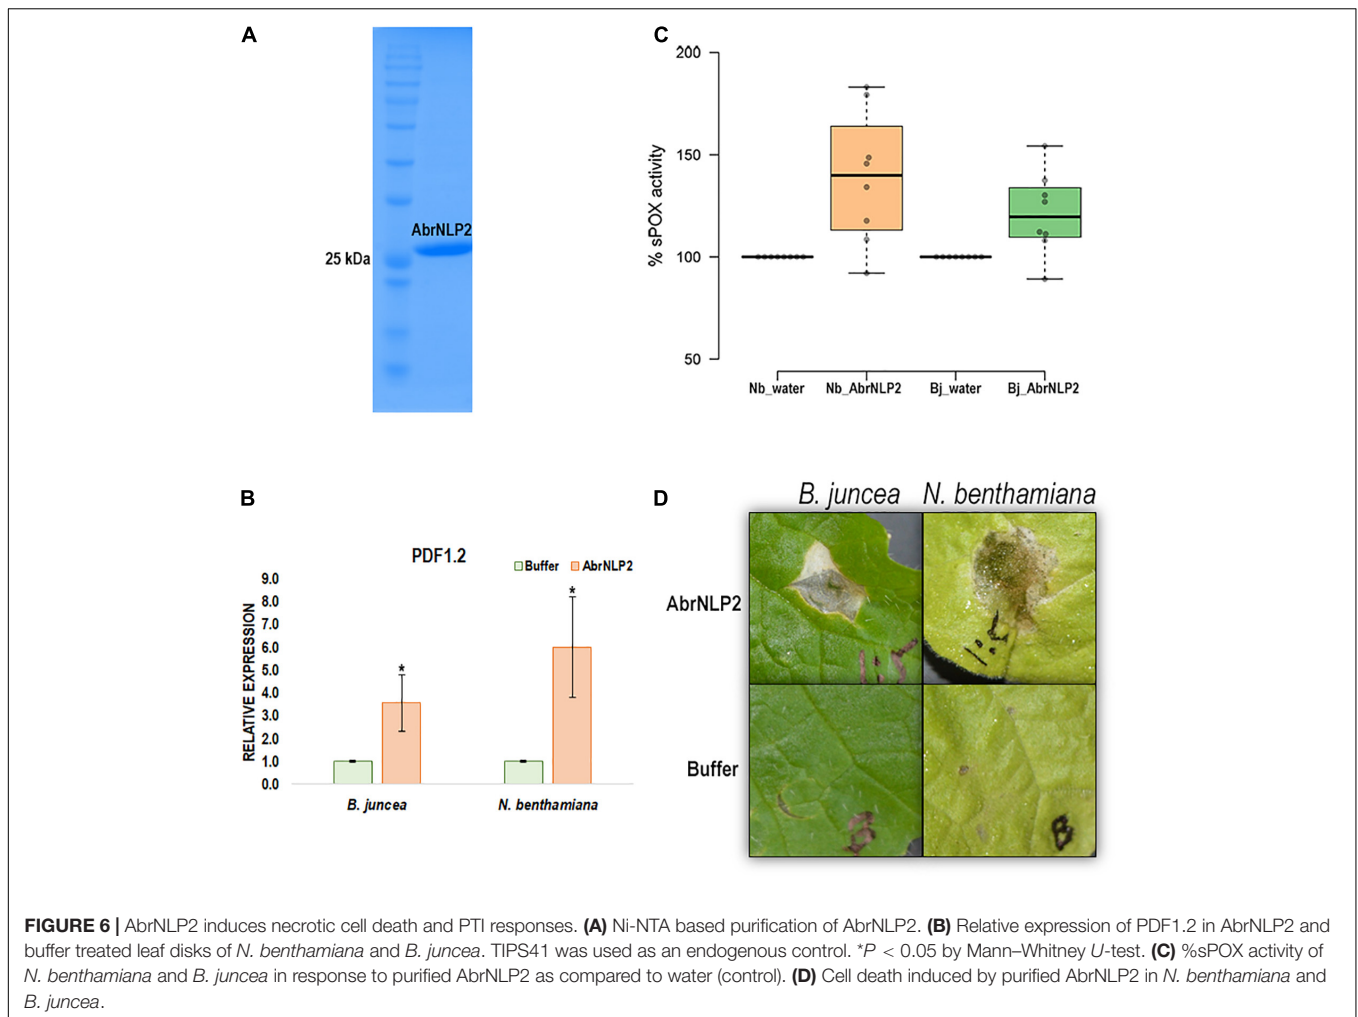 A
AbrNLP2
25 kDa
C
200
150
100
50
% sPOX activity
Nb_water
Nb_AbrNLP2
Bj_water
Bj_AbrNLP2
B
PDF1.2
Buffer
AbrNLP2
RELATIVE EXPRESSION
9.0
8.0
7.0
6.0
5.0
4.0
3.0
2.0
1.0
0.0
*
*
B. juncea
N. benthamiana
D
B. juncea
N. benthamiana
AbrNLP2
Buffer
B
FIGURE 6 | AbrNLP2 induces necrotic cell death and PTI responses. (A) Ni-NTA based purification of AbrNLP2. (B) Relative expression of PDF1.2 in AbrNLP2 and
buffer treated leaf disks of N. benthamiana and B. juncea. TIPS41 was used as an endogenous control. *P < 0.05 by Mann–Whitney U-test. (C) %sPOX activity of
N. benthamiana and B. juncea in response to purified AbrNLP2 as compared to water (control). (D) Cell death induced by purified AbrNLP2 in N. benthamiana and
B. juncea.